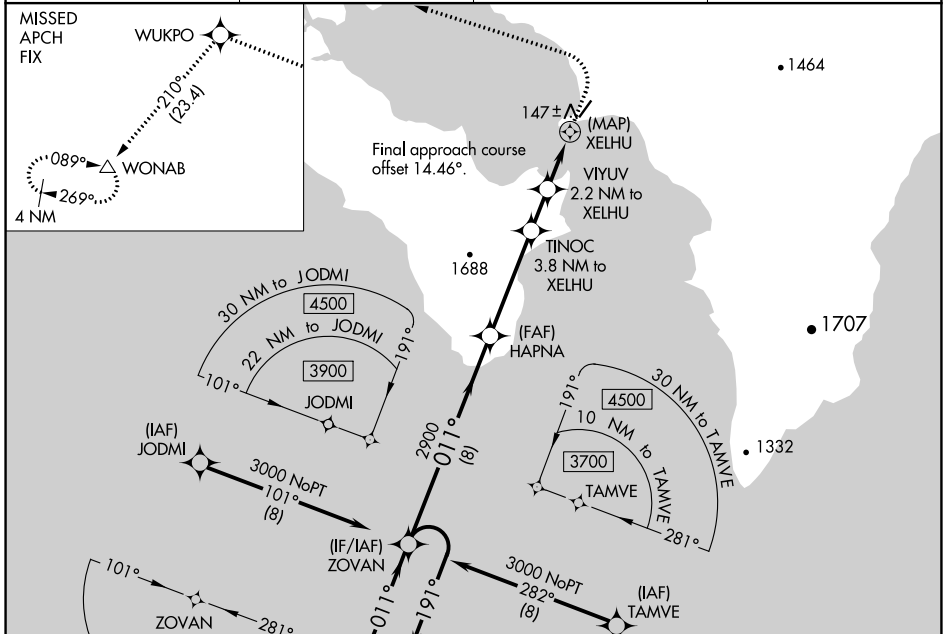 MISSED
APCH
FIX
WUKPO
210°
(23.4)
089°
WONAB
269°
4 NM
1464
147 ±
(MAP)
XELHU
Final approach course
offset 14.46°.
VIYUV
2.2 NM to
XELHU
TINOC
3.8 NM to
XELHU
1688
1707
(FAF)
HAPNA
30 NM to JODMI
4500
22 NM to JODMI
3900
191°
101°
JODMI
30 NM to TAMVE
4500
10 NM to TAMVE
3700
191°
TAMVE
281°
1332
2900
011°
(8)
(IAF)
JODMI
3000 NoPT
101°
(8)
(IF/IAF)
ZOVAN
3000 NoPT
282°
(8)
(IAF)
TAMVE
011°
191°
101°
ZOVAN
281°